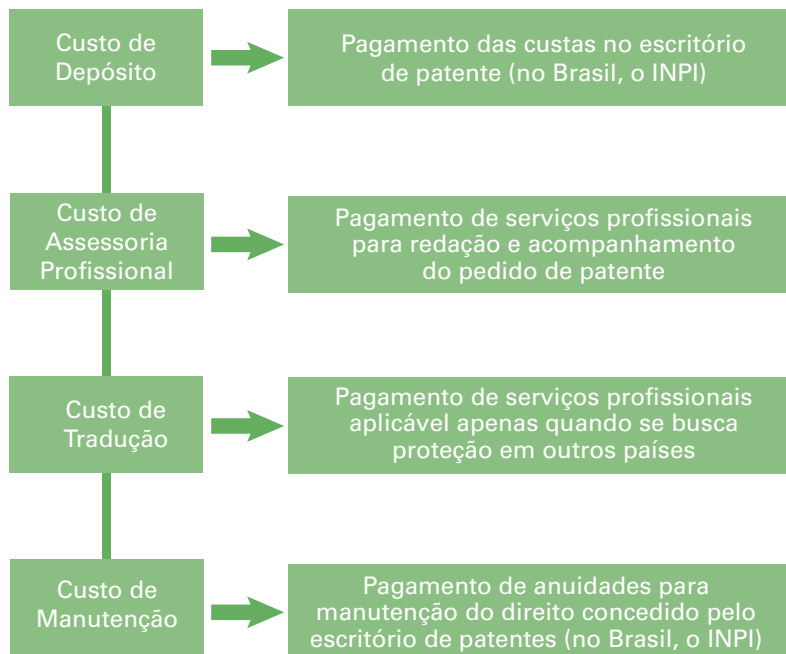 Custo de
Depósito
Pagamento das custas no escritório
de patente (no Brasil, o INPI)
Custo de
Assessoria
Profissional
Pagamento de serviços profissionais
para redação e acompanhamento
do pedido de patente
Custo de
Tradução
Pagamento de serviços profissionais
aplicável apenas quando se busca
proteção em outros países
Custo de
Manutenção
Pagamento de anuidades para
manutenção do direito concedido pelo
escritório de patentes (no Brasil, o INPI)